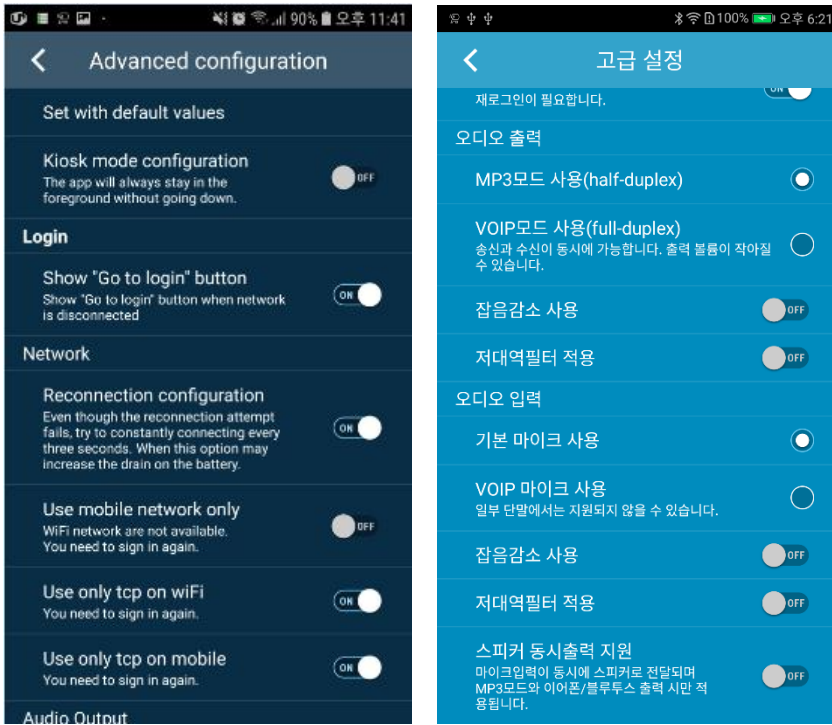 90% 오후 11:41
Advanced configuration
Set with default values
Kiosk mode configuration
The app will always stay in the
foreground without going down.
OFF
Login
Show "Go to login" button
Show "Go to login" button when network
is disconnected
ON
Network
Reconnection configuration
Even though the reconnection attempt
fails, try to constantly connecting every
three seconds. When this option may
increase the drain on the battery.
ON
Use mobile network only
WiFi network are not available.
You need to sign in again.
OFF
Use only tcp on wiFi
You need to sign in again.
ON
Use only tcp on mobile
You need to sign in again.
ON
Audio Output
100% 오후 6:21
고급 설정
재로그인이 필요합니다.
ON
오디오 출력
MP3모드 사용(half-duplex)
VOIP모드 사용(full-duplex)
송신과 수신이 동시에 가능합니다. 출력 볼륨이 작아질
수 있습니다.
잡음감소 사용
OFF
저대역필터 적용
OFF
오디오 입력
기본 마이크 사용
VOIP 마이크 사용
일부 단말에서는 지원되지 않을 수 있습니다.
잡음감소 사용
OFF
저대역필터 적용
OFF
스피커 동시출력 지원
마이크입력이 동시에 스피커로 전달되며
MP3모드와 이어폰/블루투스 출력 시만 적
용됩니다.
OFF